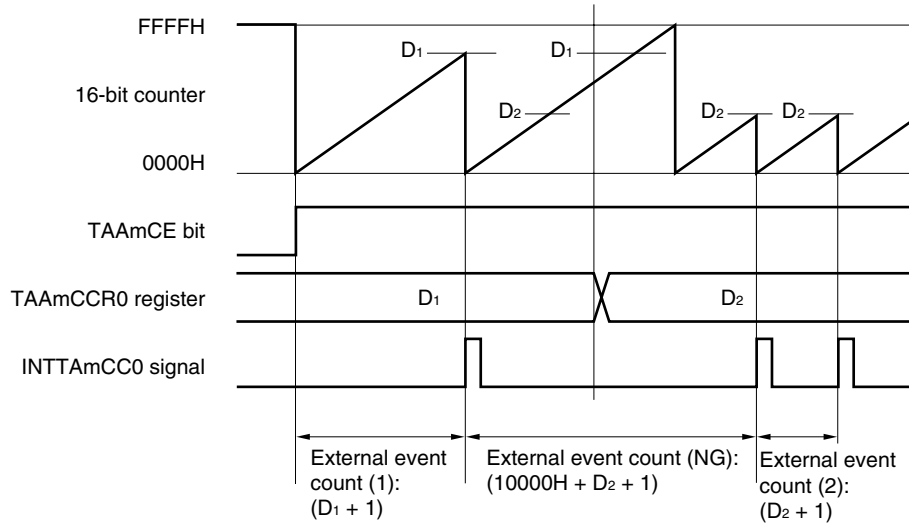 FFFFH
D1
D1
16-bit counter
D2
D2
D2
0000H
TAAmCE bit
TAAmCCR0 register
D1
D2
INTTAmCC0 signal
External event
count (1):
(D1 + 1)
External event count (NG):
(10000H + D2 + 1)
External event
count (2):
(D2 + 1)